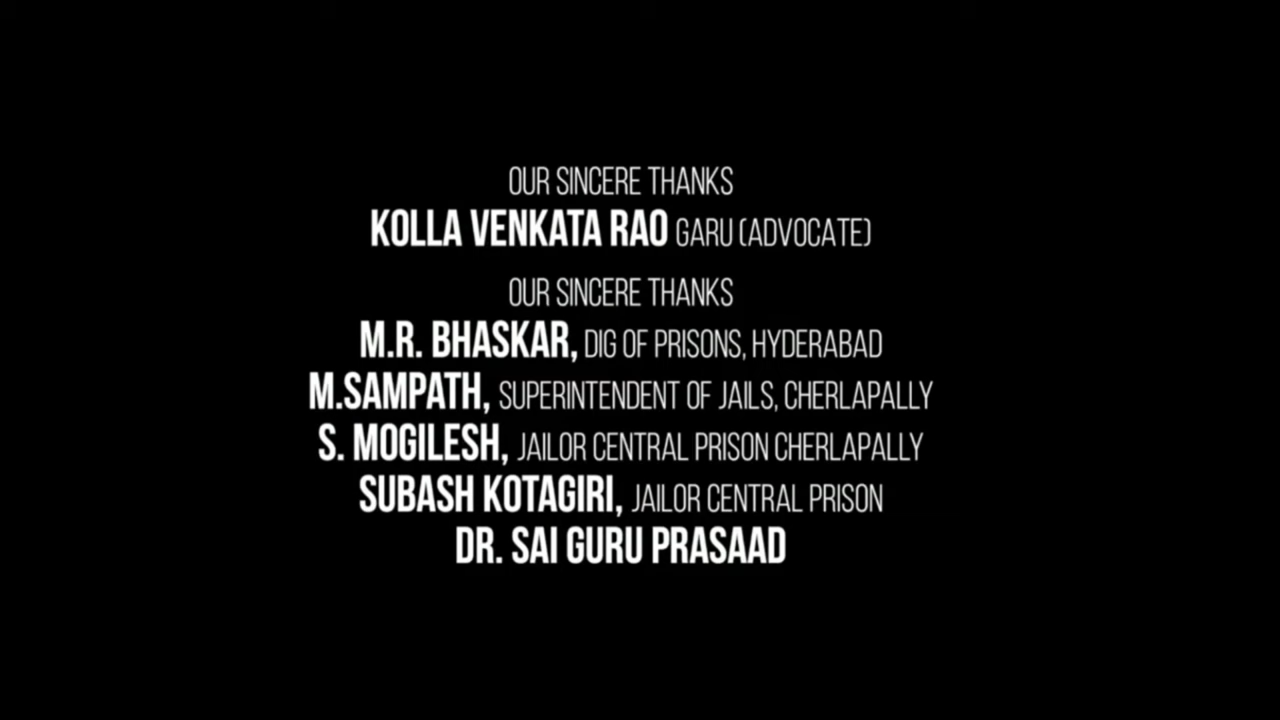 OUR SINCERE THANKS
KOLLA VENKATA RAO GARU (ADVOCATE)
OUR SINCERE THANKS
M.R. BHASKAR, DIG OF PRISONS, HYDERABAD
M.SAMPATH, SUPERINTENDENT OF JAILS, CHERLAPALLY
S. MOGILESH, JAILOR CENTRAL PRISON CHERLAPALLY
SUBASH KOTAGIRI, JAILOR CENTRAL PRISON
DR. SAI GURU PRASAAD